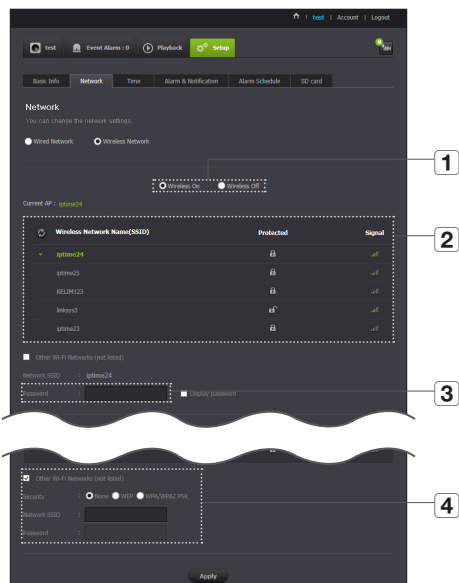 test | Account | Logout
test Event Alarm : 0 Playback Setup
Basic Info Network Time Alarm & Notification Alarm Schedule SD card
Network
You can change the network settings.
Wired Network Wireless Network
1
Wireless On Wireless Off
Current AP : iptime24
2
Wireless Network Name(SSID) Protected Signal
iptime24
iptime25
KELIM123
linksys3
iptime23
Other Wi-Fi Networks (not listed)
Network SSID : iptime24
Password : Display password
3
Other Wi-Fi Networks (not listed)
Security : None WEP WPA/WPA2 PSK
4
Network SSID :
Password :
Apply